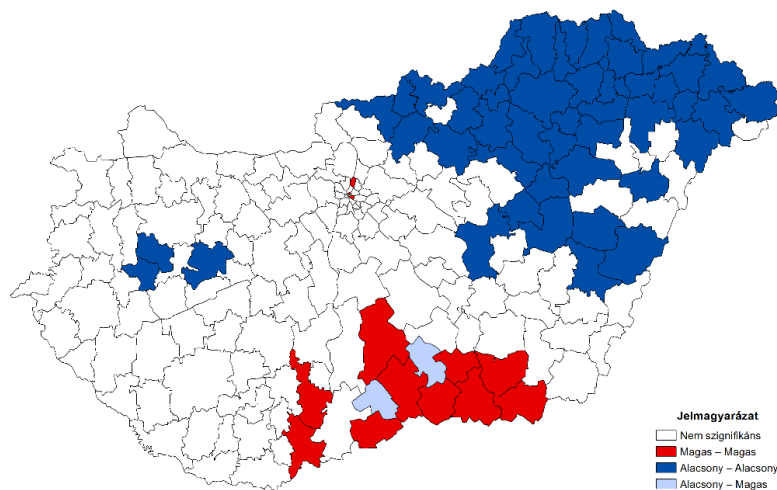 Jelmagyarázat
Nem szignifikáns
Magas – Magas
Alacsony – Alacsony
Alacsony – Magas